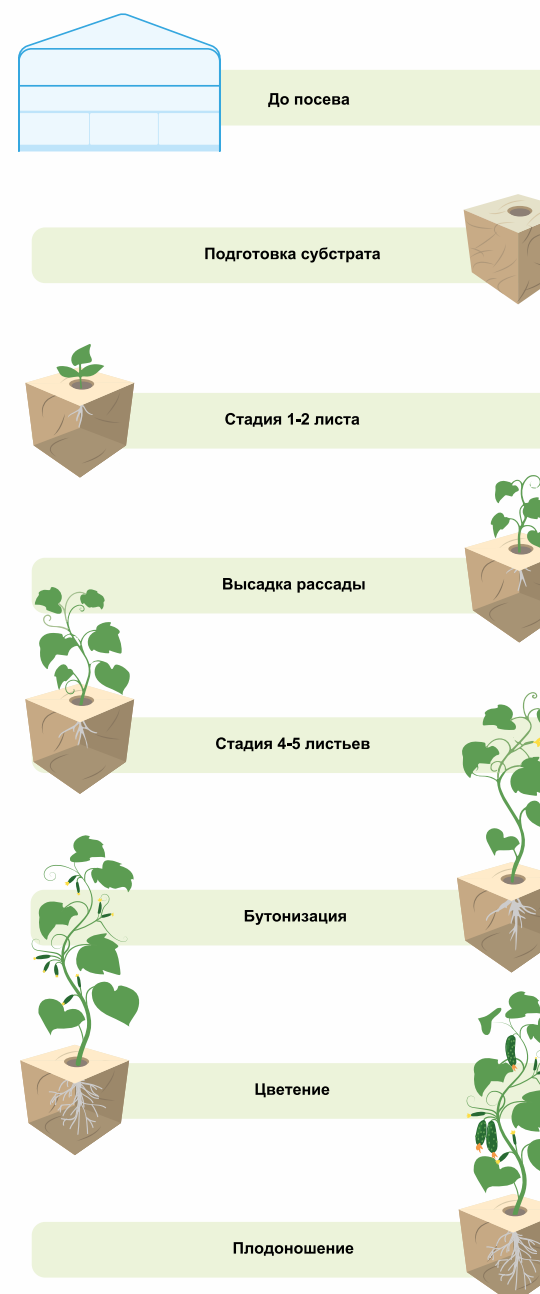 До посева
Подготовка субстрата
Стадия 1-2 листа
Высадка рассады
Стадия 4-5 листьев
Бутонизация
Цветение
Плодоношение